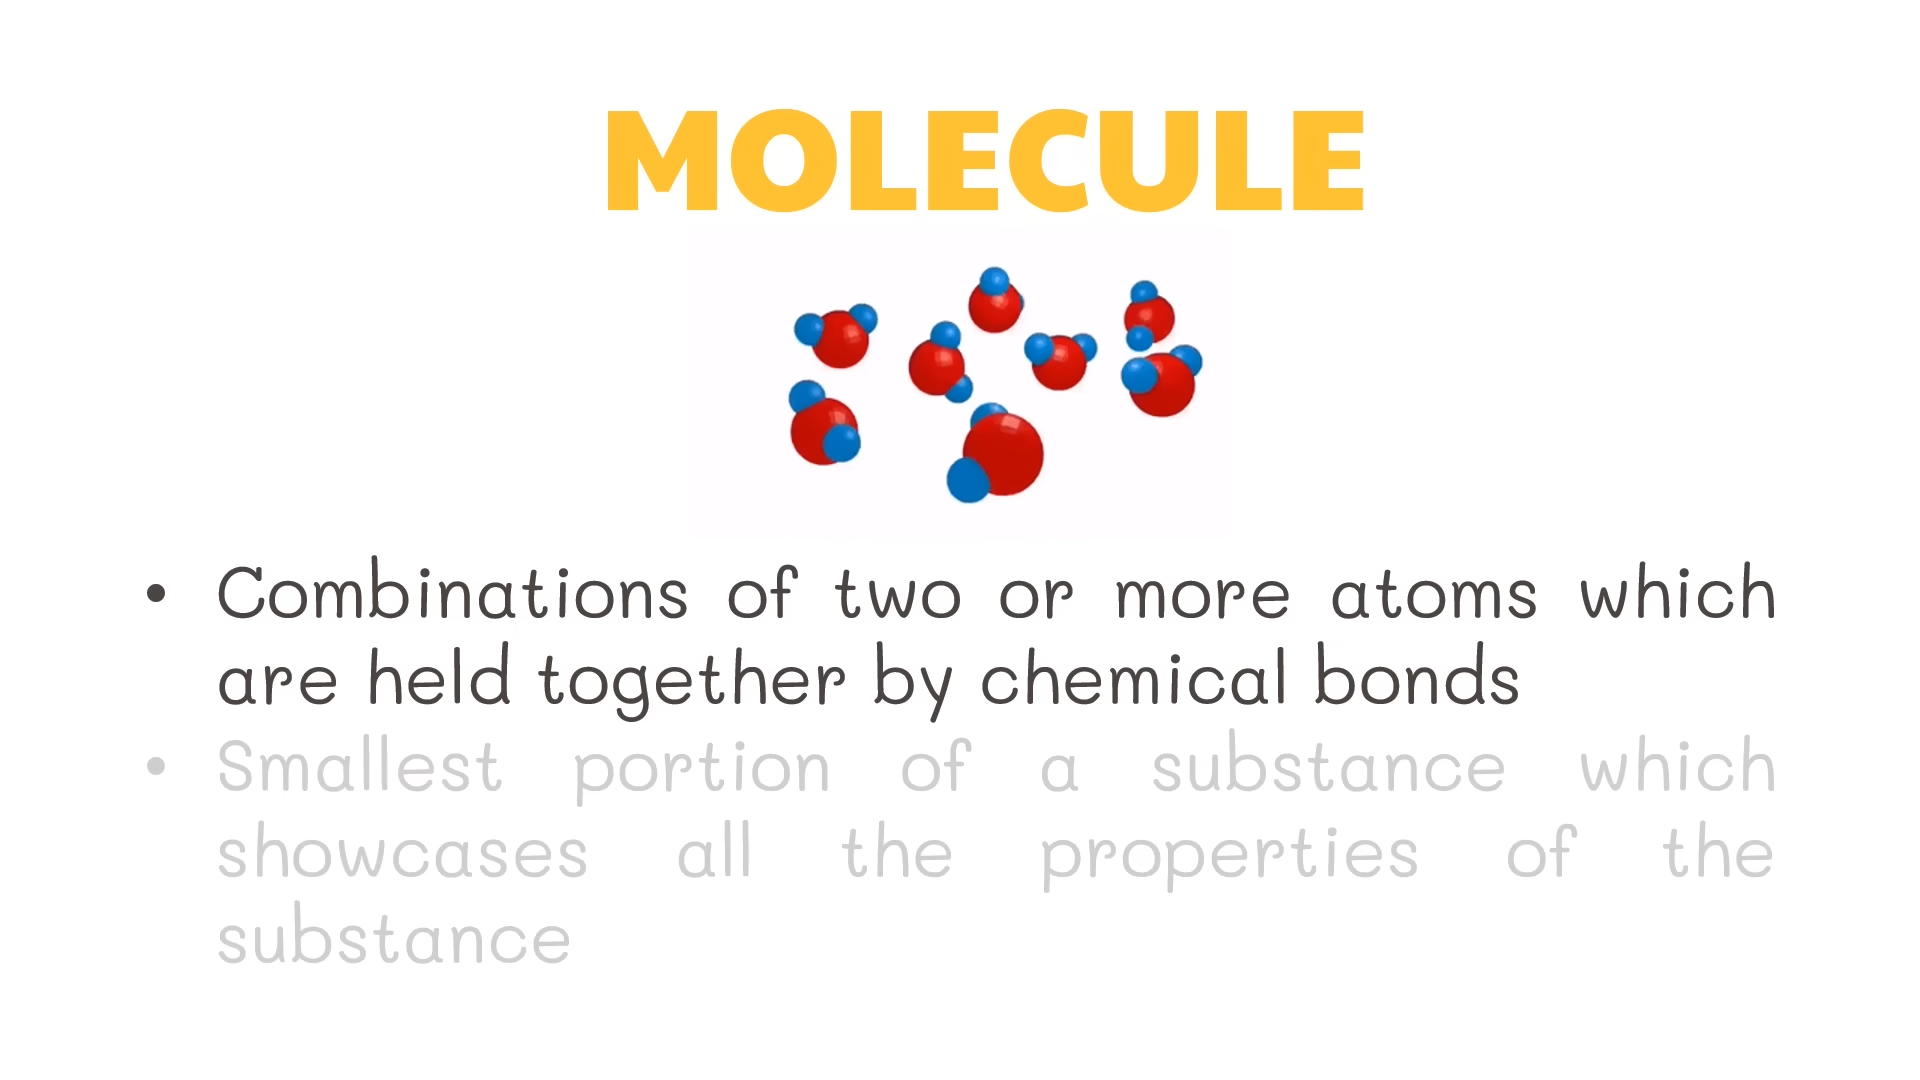 MOLECULE
• Combinations of two or more atoms which
are held together by chemical bonds
• Smallest portion of a substance which
showcases all the properties of the
substance